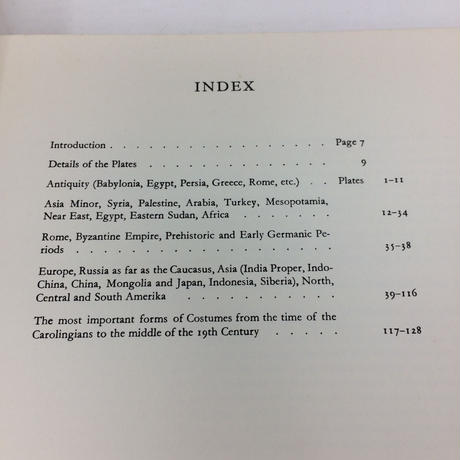 INDEX
Introduction . . . . . . . . . . . . . . . . Page 7
Details of the Plates . . . . . . . . . . . . . . 9
Antiquity (Babylonia, Egypt, Persia, Greece, Rome, etc.) . . Plates 1–11
Asia Minor, Syria, Palestine, Arabia, Turkey, Mesopotamia,
Near East, Egypt, Eastern Sudan, Africa . . . . . . . 12–34
Rome, Byzantine Empire, Prehistoric and Early Germanic Pe-
riods . . . . . . . . . . . . . . . . . . 35–38
Europe, Russia as far as the Caucasus, Asia (India Proper, Indo-
China, China, Mongolia and Japan, Indonesia, Siberia), North,
Central and South Amerika . . . . . . . . . . . 39–116
The most important forms of Costumes from the time of the
Carolingians to the middle of the 19th Century . . . . . 117–128